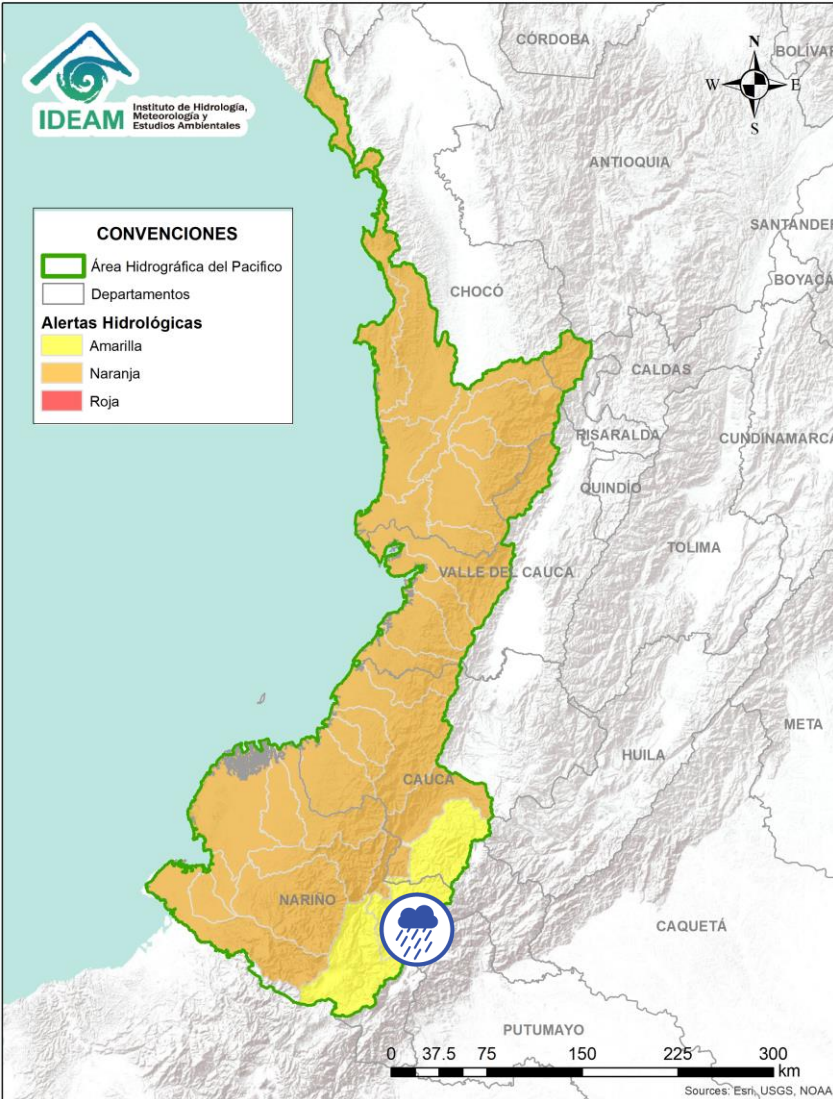 IDEAM
Instituto de Hidrología,
Meteorología y
Estudios Ambientales
N
W
E
S
CÓRDOBA
BOLÍVAR
ANTIOQUIA
SANTANDER
BOYACÁ
CHOCÓ
CONVENCIONES
Área Hidrográfica del Pacifico
Departamentos
Alertas Hidrológicas
Amarilla
Naranja
Roja
CALDAS
RISARALDA
CUNDINAMARCA
QUINDÍO
TOLIMA
VALLE DEL CAUCA
META
HUILA
CAUCA
NARIÑO
CAQUETÁ
PUTUMAYO
0 37.5 75 150 225 300
km
Sources: Esri, USGS, NOAA